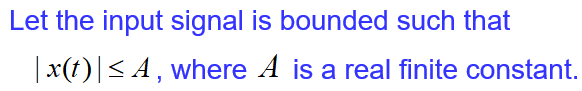 Let the input signal is bounded such that
|x(t)| ≤ A, where A is a real finite constant.